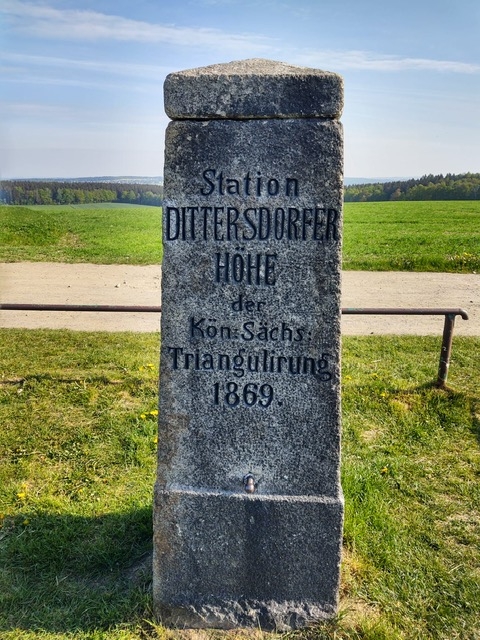 Station
DITTERSDORFER
HÖHE
der
Kön: Sächs:
Triangulirung
1869.